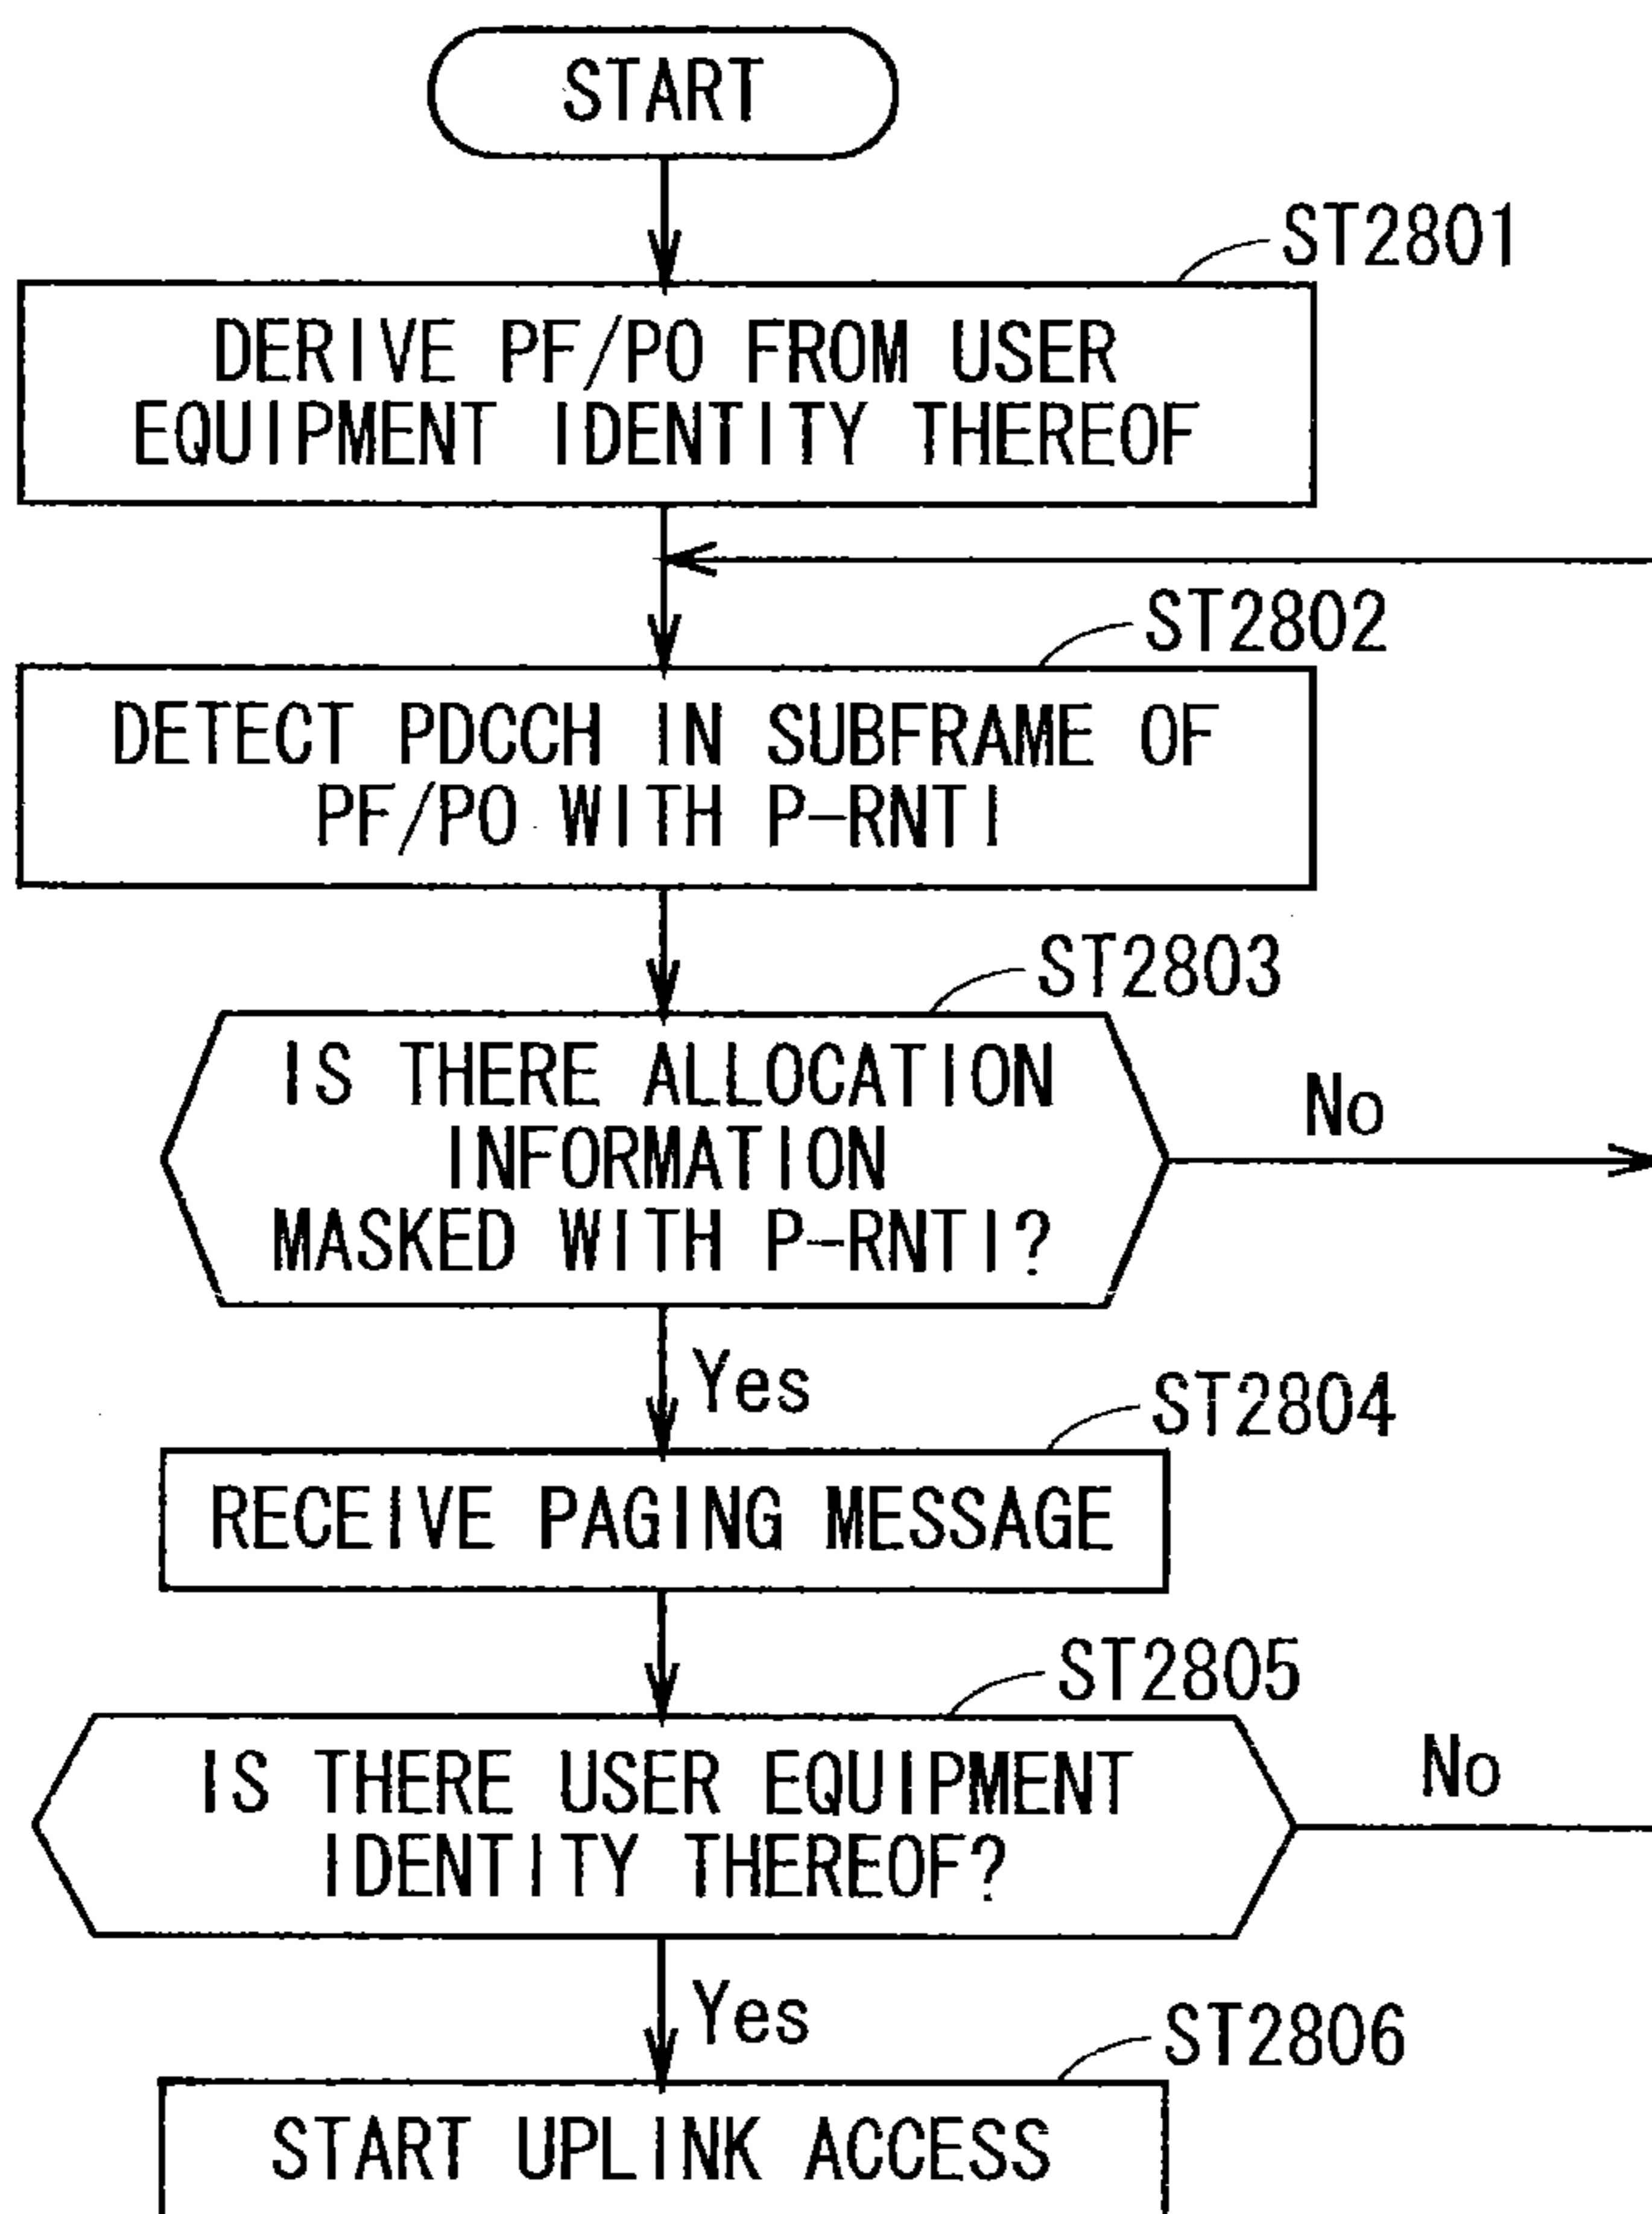 START
ST2801
DERIVE PF/PO FROM USER
EQUIPMENT IDENTITY THEREOF
ST2802
DETECT PDCCH IN SUBFRAME OF
PF/PO WITH P-RNTI
ST2803
IS THERE ALLOCATION
INFORMATION
MASKED WITH P-RNTI?
No
Yes
ST2804
RECEIVE PAGING MESSAGE
ST2805
IS THERE USER EQUIPMENT
IDENTITY THEREOF?
No
Yes
ST2806
START UPLINK ACCESS